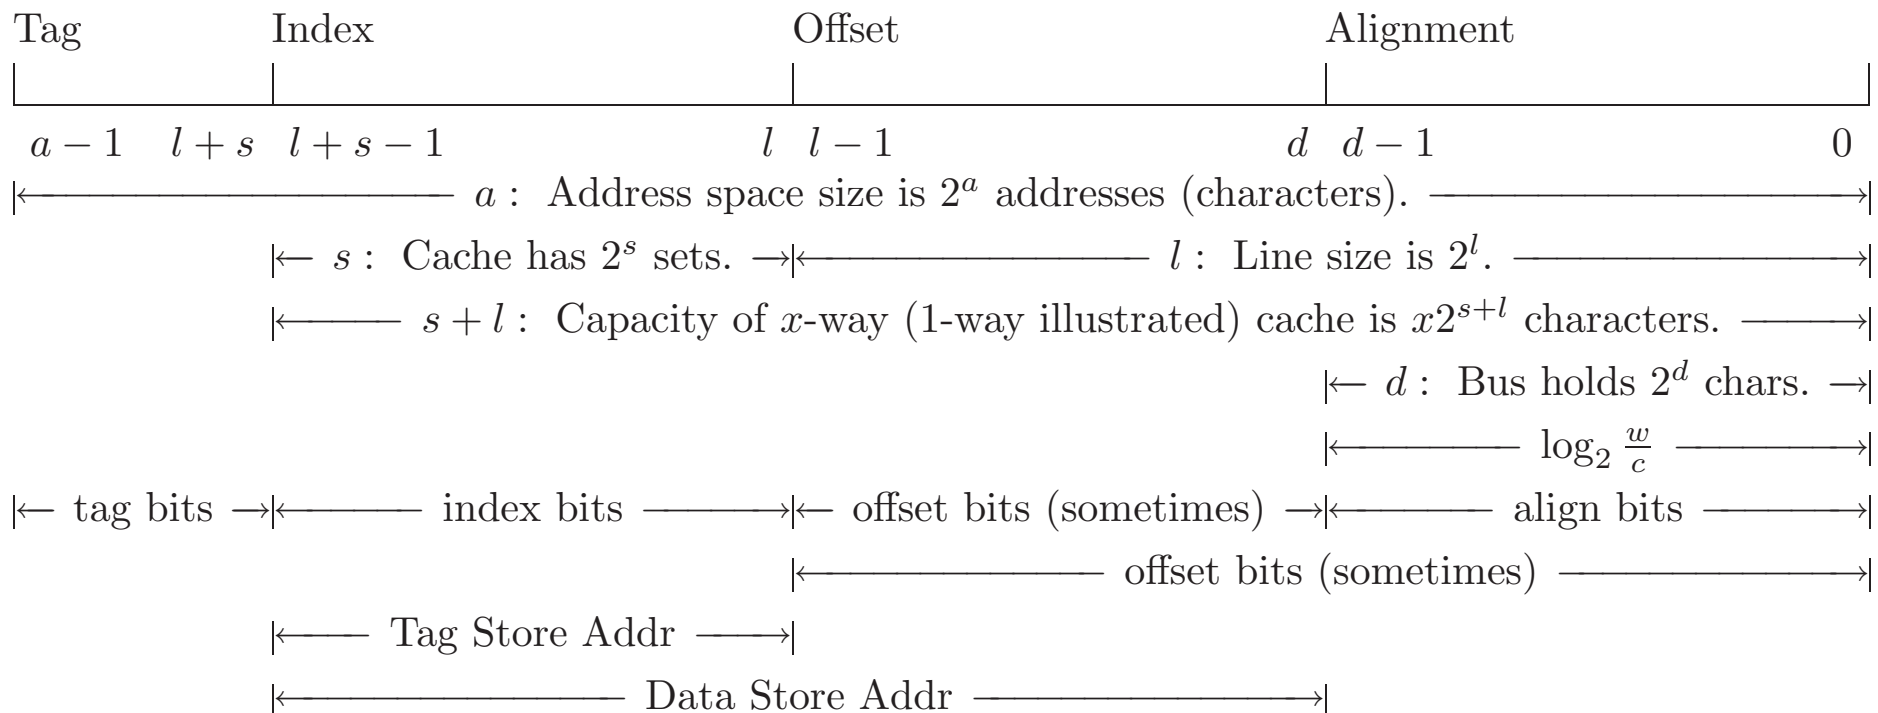 Tag Index Offset Alignment
a − 1 l + s l + s − 1 l l − 1 d d − 1 0
a : Address space size is 2^a addresses (characters).
s : Cache has 2^s sets. l : Line size is 2^l.
s + l : Capacity of x-way (1-way illustrated) cache is x2^{s+l} characters.
d : Bus holds 2^d chars.
log_2 w/c
tag bits index bits offset bits (sometimes) align bits
offset bits (sometimes)
Tag Store Addr
Data Store Addr